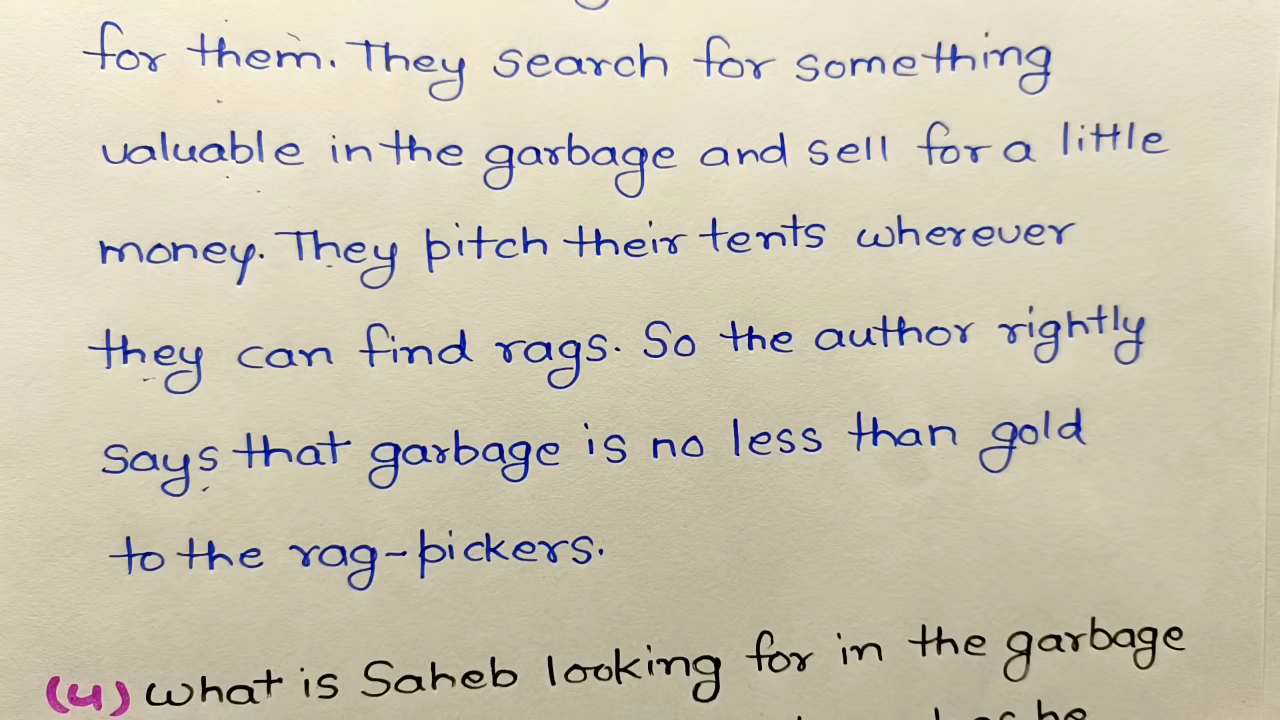 for them. They search for something
valuable in the garbage and sell for a little
money. They pitch their tents wherever
they can find rags. So the author rightly
says that garbage is no less than gold
to the rag-pickers.
(4) What is Saheb looking for in the garbage
he